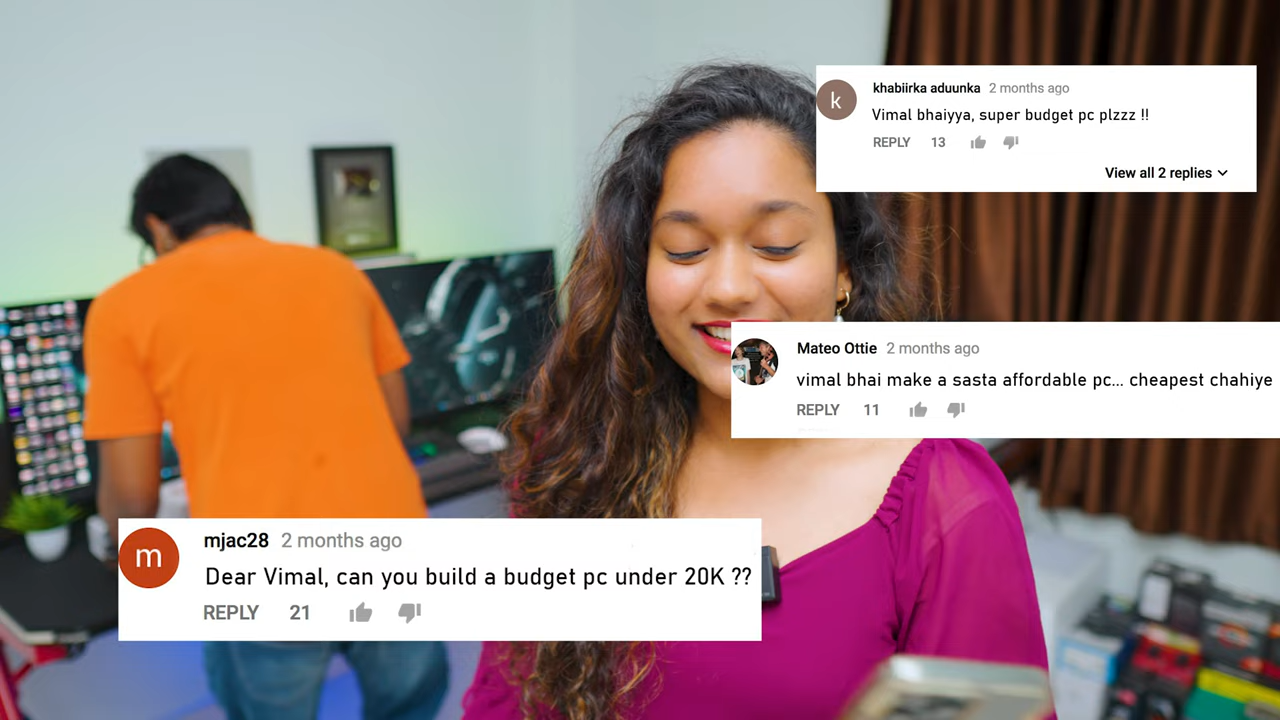 khabiirka aduunka 2 months ago
Vimal bhaiyya, super budget pc plzzz !!
REPLY 13
View all 2 replies
Mateo Ottie 2 months ago
vimal bhai make a sasta affordable pc... cheapest chahiye
REPLY 11
m
mjac28 2 months ago
Dear Vimal, can you build a budget pc under 20K ??
REPLY 21